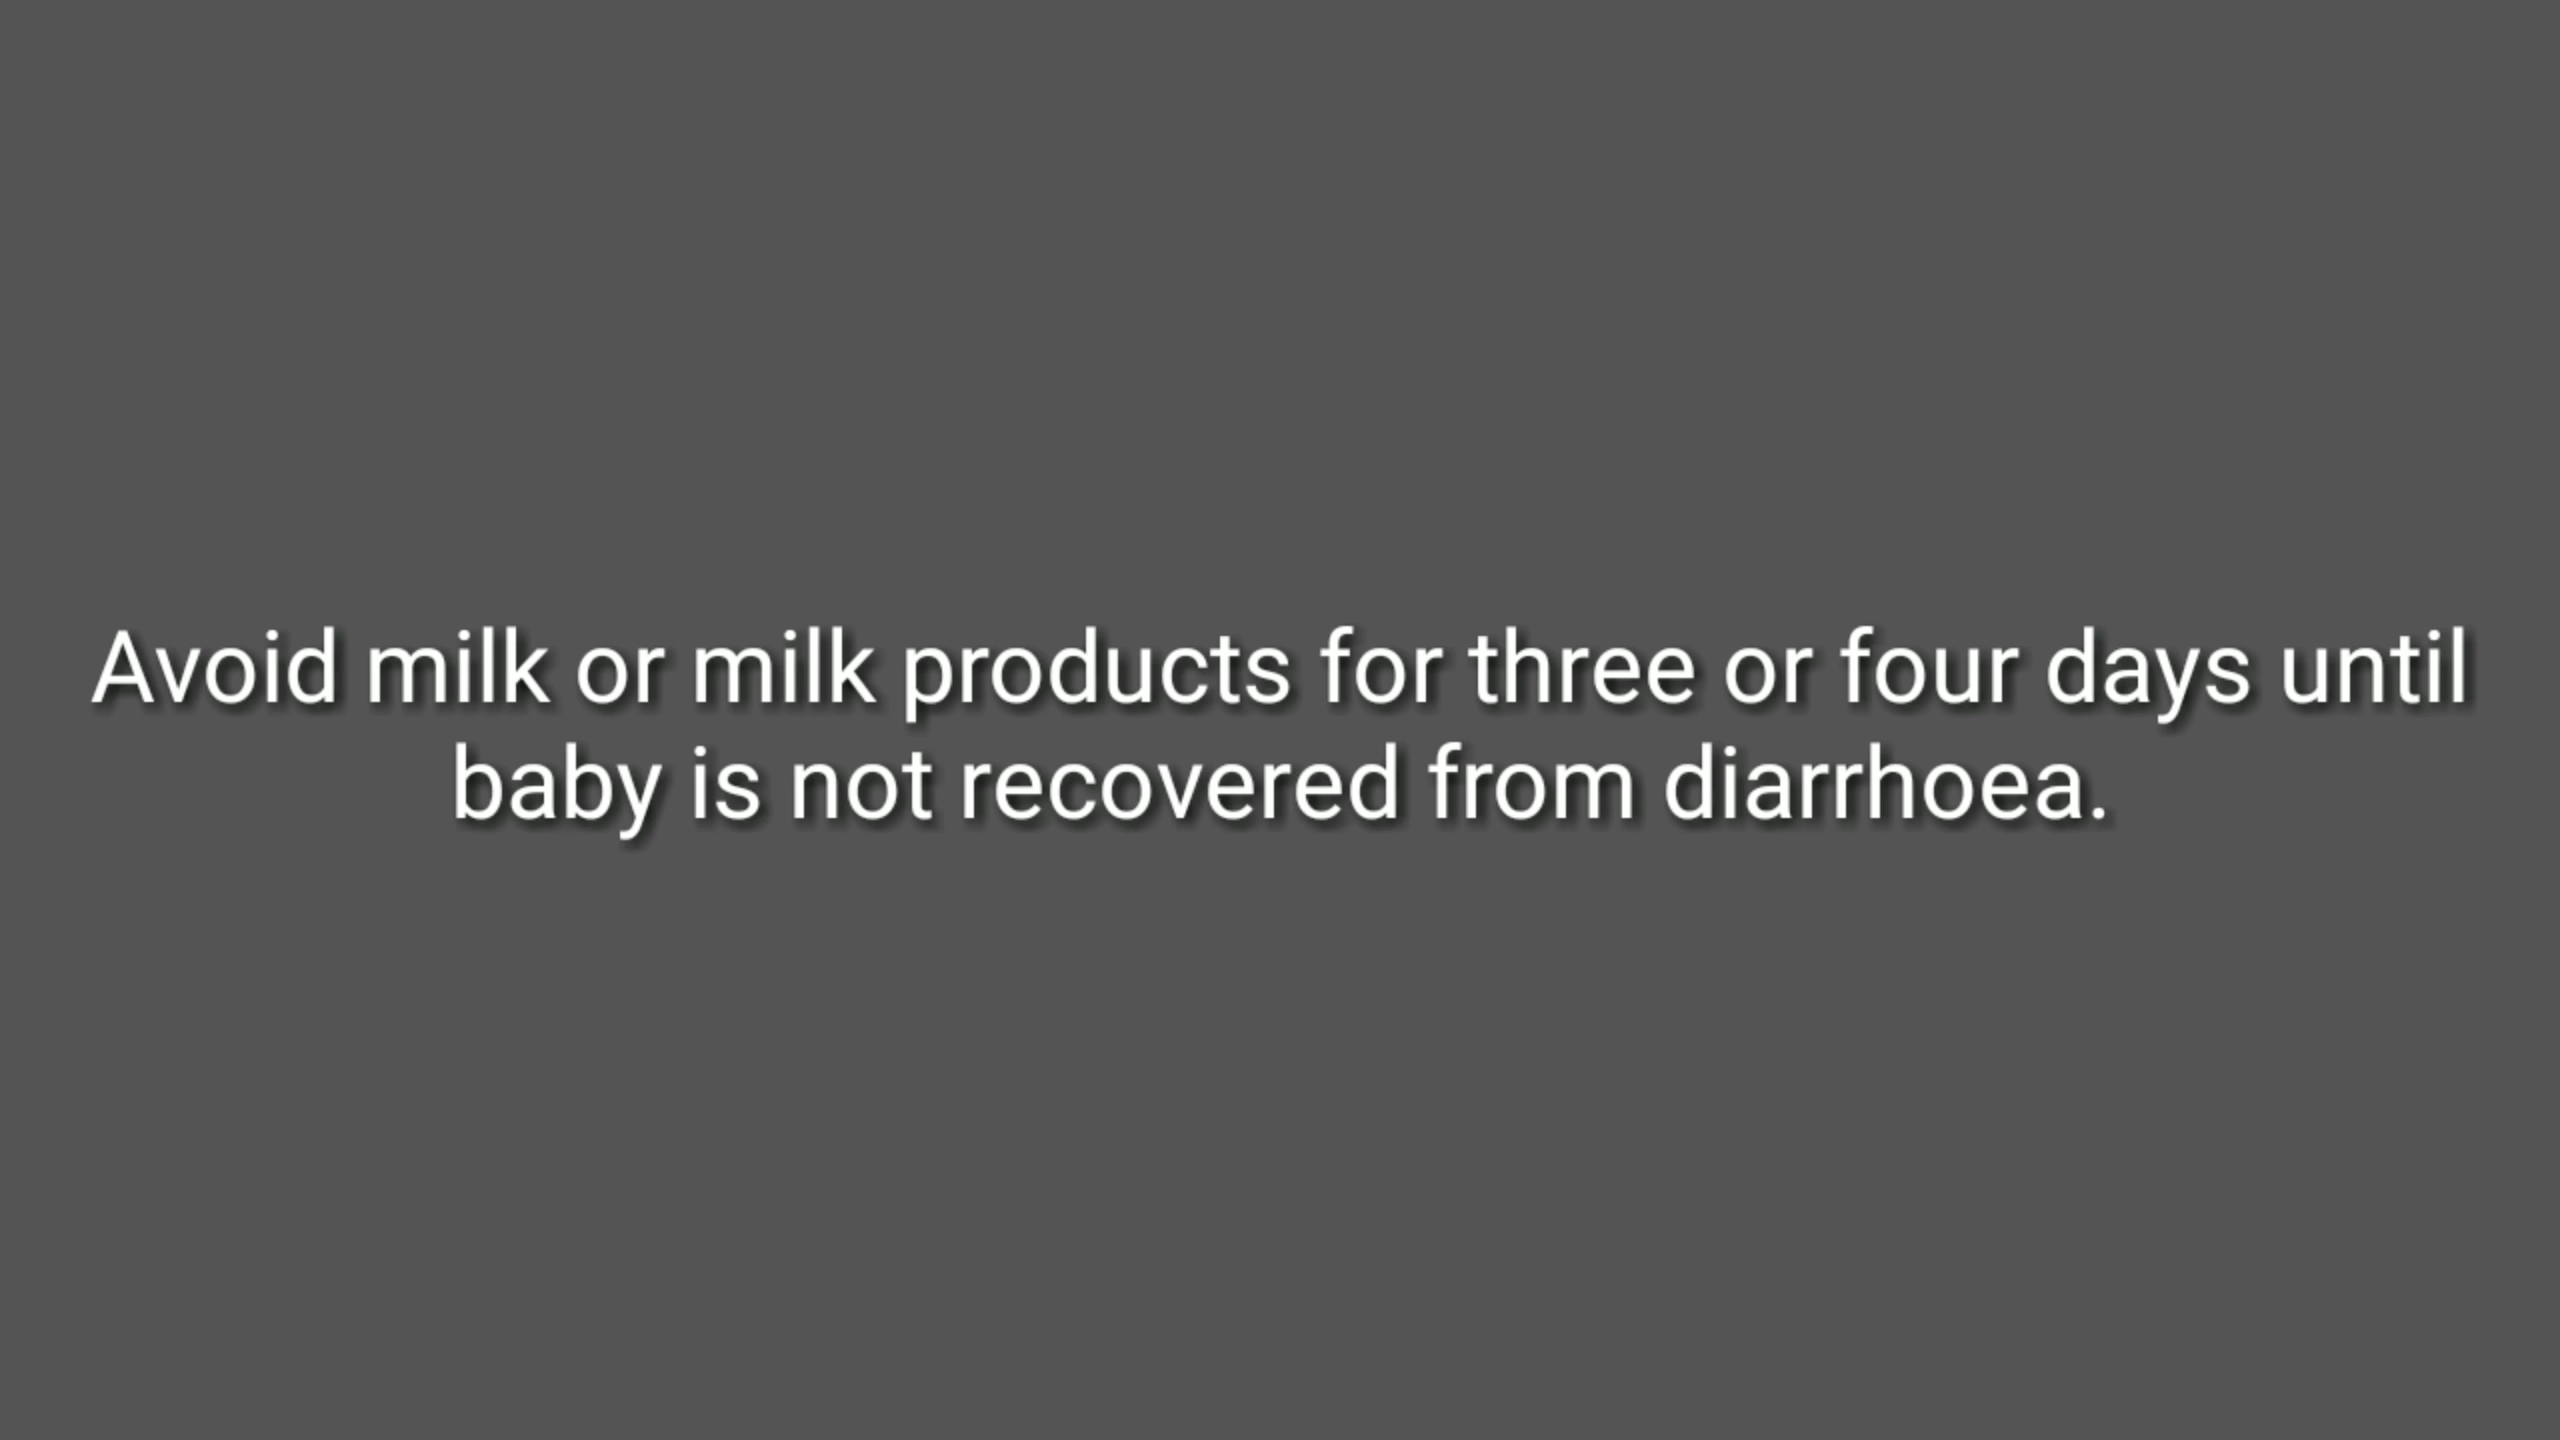 Avoid milk or milk products for three or four days until
baby is not recovered from diarrhoea.